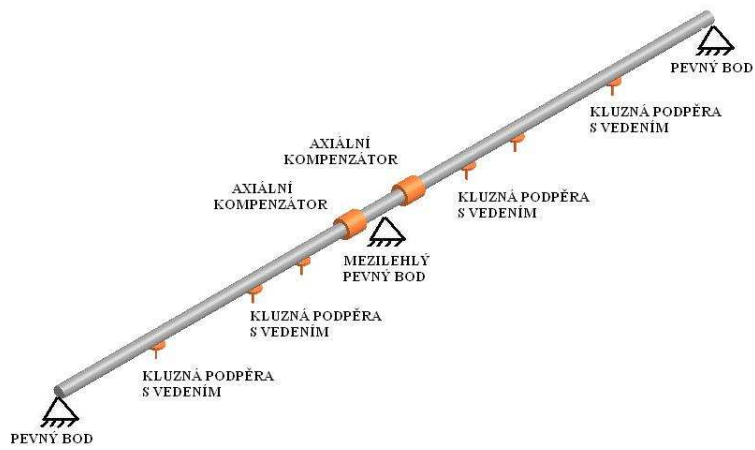 PEVNÝ BOD
KLUZNÁ PODPĚRA
S VEDENÍM
AXIÁLNÍ
KOMPENZÁTOR
AXIÁLNÍ
KOMPENZÁTOR
KLUZNÁ PODPĚRA
S VEDENÍM
MEZILEHLÝ
PEVNÝ BOD
KLUZNÁ PODPĚRA
S VEDENÍM
KLUZNÁ PODPĚRA
S VEDENÍM
PEVNÝ BOD